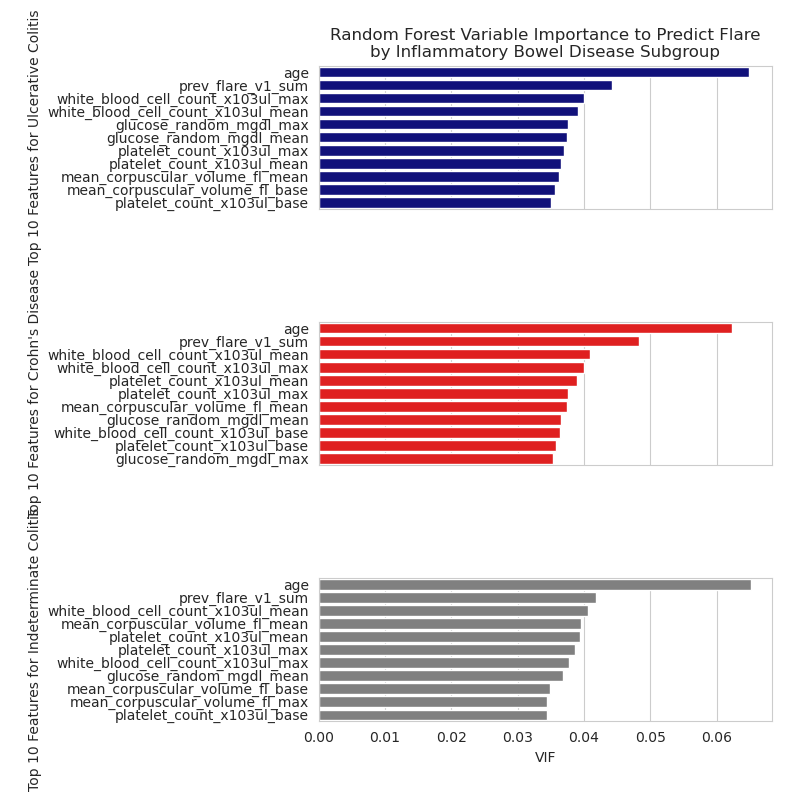 Random Forest Variable Importance to Predict Flare
by Inflammatory Bowel Disease Subgroup
Top 10 Features for Ulcerative Colitis
age
prev_flare_v1_sum
white_blood_cell_count_x103ul_max
white_blood_cell_count_x103ul_mean
glucose_random_mgdl_max
glucose_random_mgdl_mean
platelet_count_x103ul_max
platelet_count_x103ul_mean
mean_corpuscular_volume_fl_mean
mean_corpuscular_volume_fl_base
platelet_count_x103ul_base
Top 10 Features for Crohn's Disease
age
prev_flare_v1_sum
white_blood_cell_count_x103ul_mean
white_blood_cell_count_x103ul_max
platelet_count_x103ul_mean
platelet_count_x103ul_max
mean_corpuscular_volume_fl_mean
glucose_random_mgdl_mean
white_blood_cell_count_x103ul_base
platelet_count_x103ul_base
glucose_random_mgdl_max
Top 10 Features for Indeterminate Colitis
age
prev_flare_v1_sum
white_blood_cell_count_x103ul_mean
mean_corpuscular_volume_fl_mean
platelet_count_x103ul_mean
platelet_count_x103ul_max
white_blood_cell_count_x103ul_max
glucose_random_mgdl_mean
mean_corpuscular_volume_fl_base
mean_corpuscular_volume_fl_max
platelet_count_x103ul_base
0.00 0.01 0.02 0.03 0.04 0.05 0.06
VIF